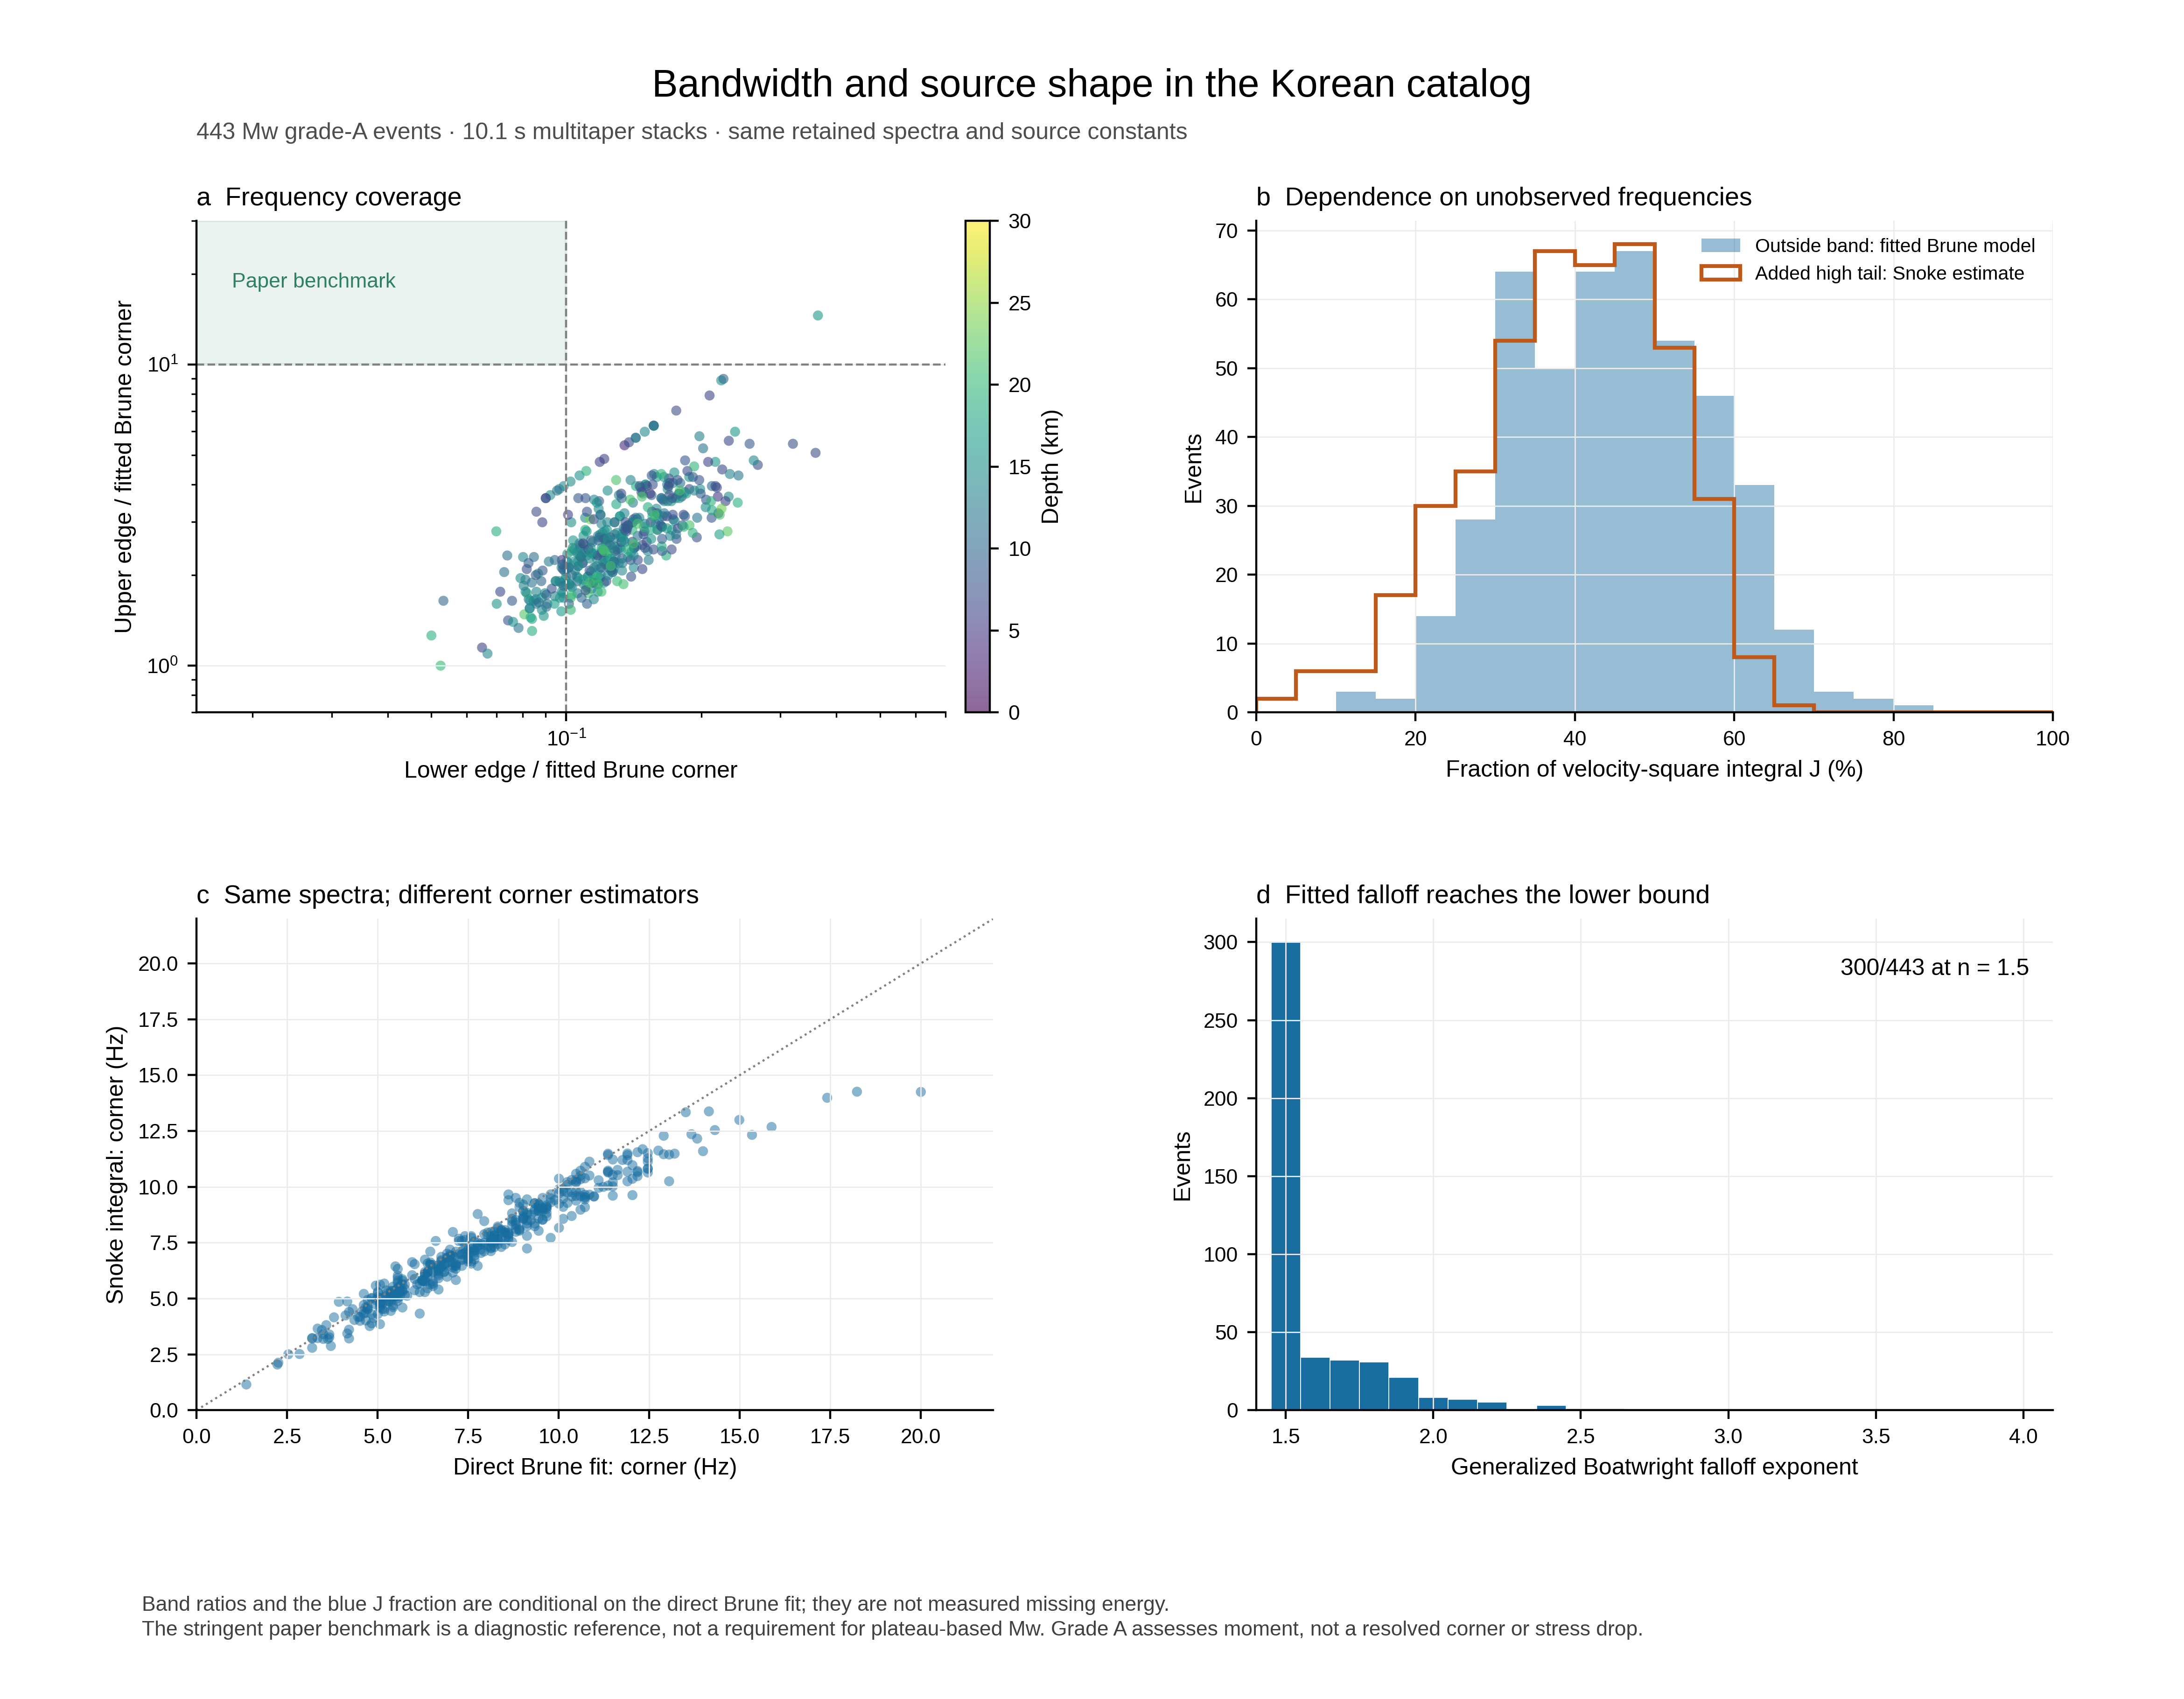 Bandwidth and source shape in the Korean catalog
443 Mw grade-A events · 10.1 s multitaper stacks · same retained spectra and source constants
a Frequency coverage
Paper benchmark
Upper edge / fitted Brune corner
10¹
10⁰
10⁻¹
Lower edge / fitted Brune corner
30
25
20
15
10
5
0
Depth (km)
b Dependence on unobserved frequencies
Outside band: fitted Brune model
Added high tail: Snoke estimate
Events
70
60
50
40
30
20
10
0
0 20 40 60 80 100
Fraction of velocity-square integral J (%)
c Same spectra; different corner estimators
Snoke integral: corner (Hz)
20.0
17.5
15.0
12.5
10.0
7.5
5.0
2.5
0.0
0.0 2.5 5.0 7.5 10.0 12.5 15.0 17.5 20.0
Direct Brune fit: corner (Hz)
d Fitted falloff reaches the lower bound
300/443 at n = 1.5
Events
300
250
200
150
100
50
0
1.5 2.0 2.5 3.0 3.5 4.0
Generalized Boatwright falloff exponent
Band ratios and the blue J fraction are conditional on the direct Brune fit; they are not measured missing energy.
The stringent paper benchmark is a diagnostic reference, not a requirement for plateau-based Mw. Grade A assesses moment, not a resolved corner or stress drop.